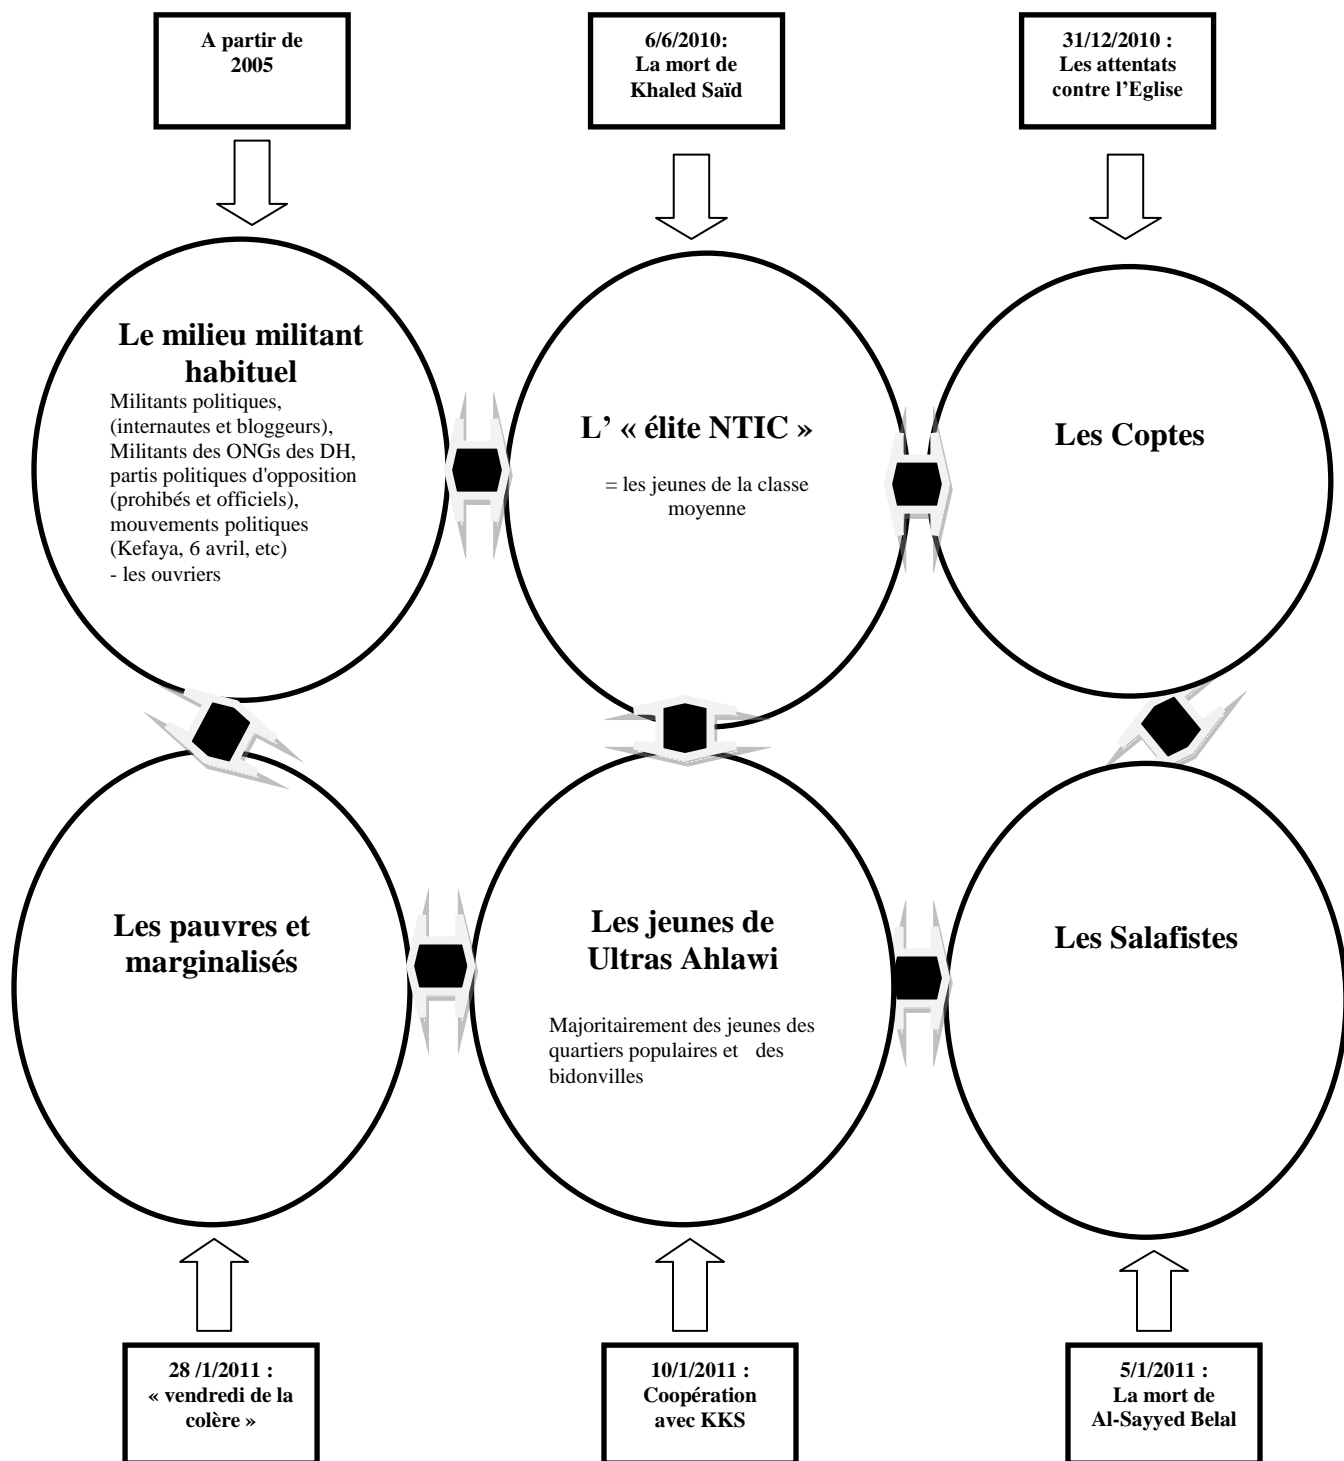 A partir de
2005
6/6/2010:
La mort de
Khaled Saïd
31/12/2010 :
Les attentats
contre l'Eglise
Le milieu militant
habituel
Militants politiques,
(internautes et bloggeurs),
Militants des ONGs des DH,
partis politiques d'opposition
(prohibés et officiels),
mouvements politiques
(Kefaya, 6 avril, etc)
- les ouvriers
L' « élite NTIC »
= les jeunes de la classe
moyenne
Les Coptes
Les pauvres et
marginalisés
Les jeunes de
Ultras Ahlawi
Majoritairement des jeunes des
quartiers populaires et des
bidonvilles
Les Salafistes
28 /1/2011 :
« vendredi de la
colère »
10/1/2011 :
Coopération
avec KKS
5/1/2011 :
La mort de
Al-Sayyed Belal